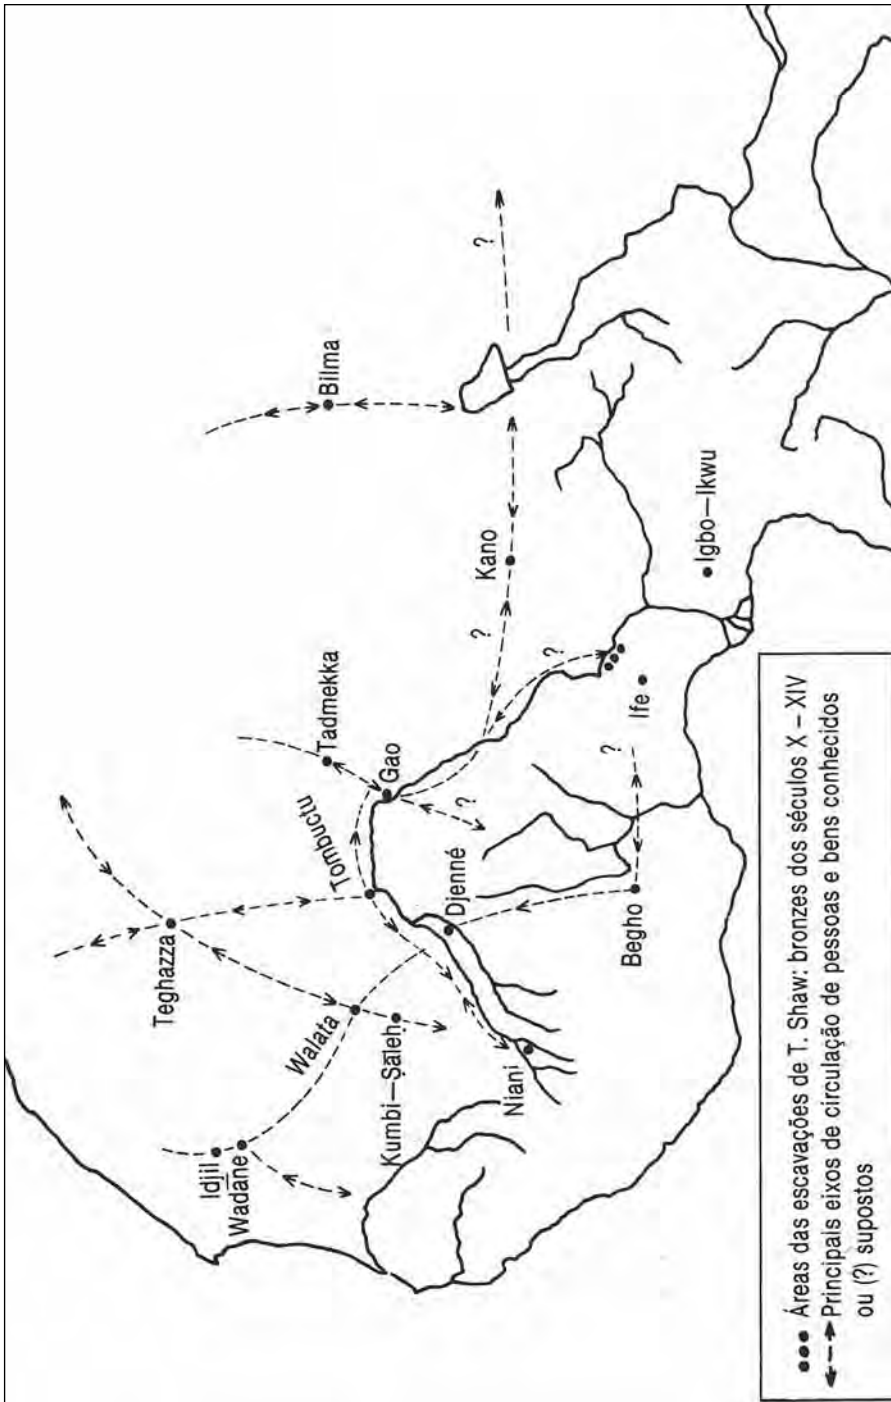 Teghazza
Idjil
Wadāne
Walata
Kumbi–Ṣāleh
Tombuctu
Tadmekka
Gao
Bilma
Djenné
Niani
Kano
Begho
Ife
Igbo–Ikwu
?
?
?
?
?
Áreas das escavações de T. Shaw: bronzes dos séculos X – XIV
Principais eixos de circulação de pessoas e bens conhecidos
ou (?) supostos